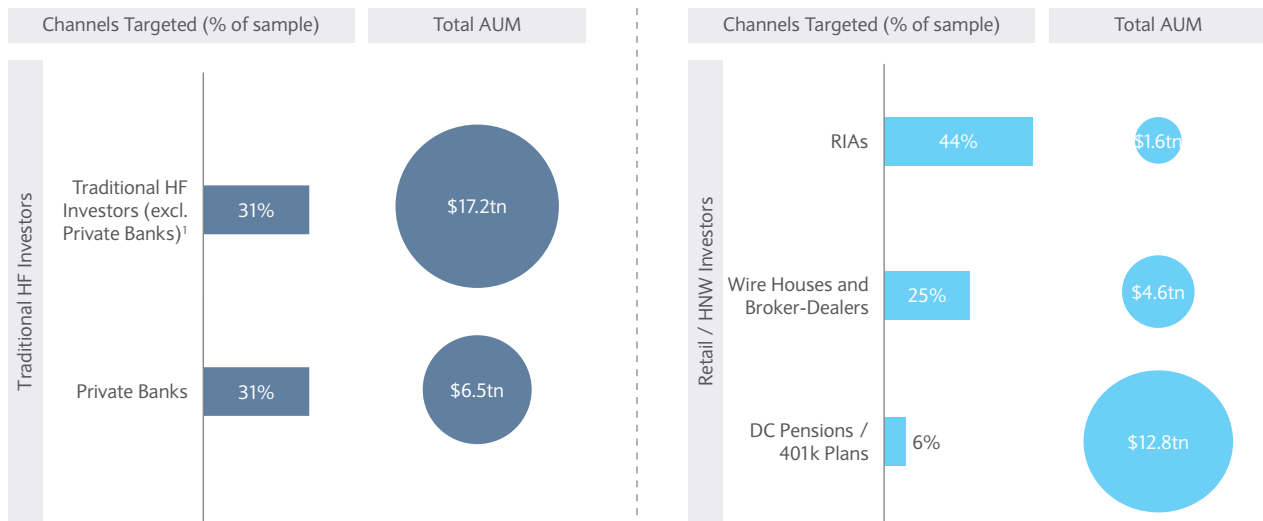 Channels Targeted (% of sample)
Total AUM
Traditional HF Investors
Traditional HF
Investors (excl.
Private Banks)¹
31%
$17.2tn
Private Banks
31%
$6.5tn
Channels Targeted (% of sample)
Total AUM
Retail / HNW Investors
RIAs
44%
$1.6tn
Wire Houses and
Broker-Dealers
25%
$4.6tn
DC Pensions /
401k Plans
6%
$12.8tn